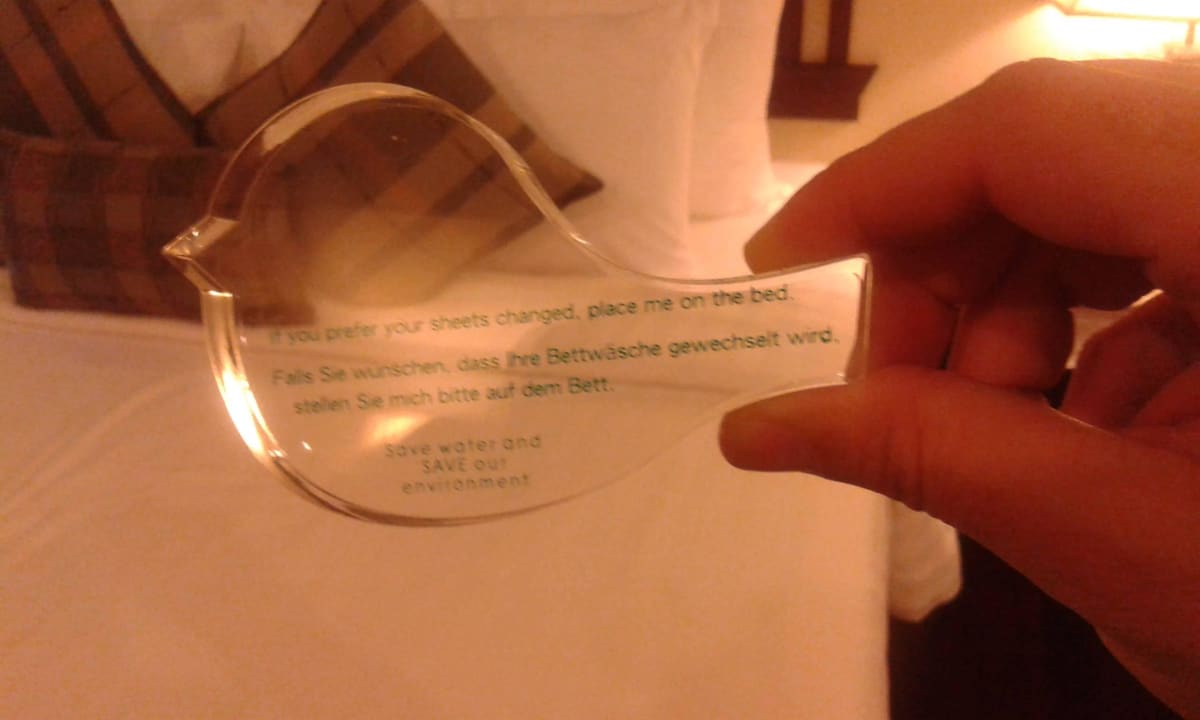 If you prefer your sheets changed, place me on the bed.
Falls Sie wünschen, dass Ihre Bettwäsche gewechselt wird,
stellen Sie mich bitte auf dem Bett.
Save water and
SAVE our
environment